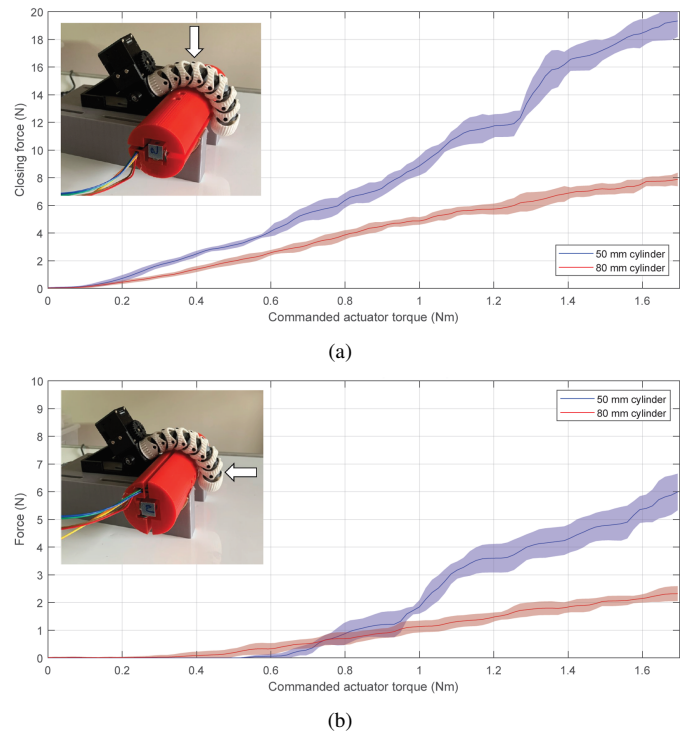 20
18
16
14
12
10
8
6
4
2
0
Closing force (N)
50 mm cylinder
80 mm cylinder
0 0.2 0.4 0.6 0.8 1 1.2 1.4 1.6
Commanded actuator torque (Nm)
(a)
10
9
8
7
6
5
4
3
2
1
0
Force (N)
50 mm cylinder
80 mm cylinder
0 0.2 0.4 0.6 0.8 1 1.2 1.4 1.6
Commanded actuator torque (Nm)
(b)